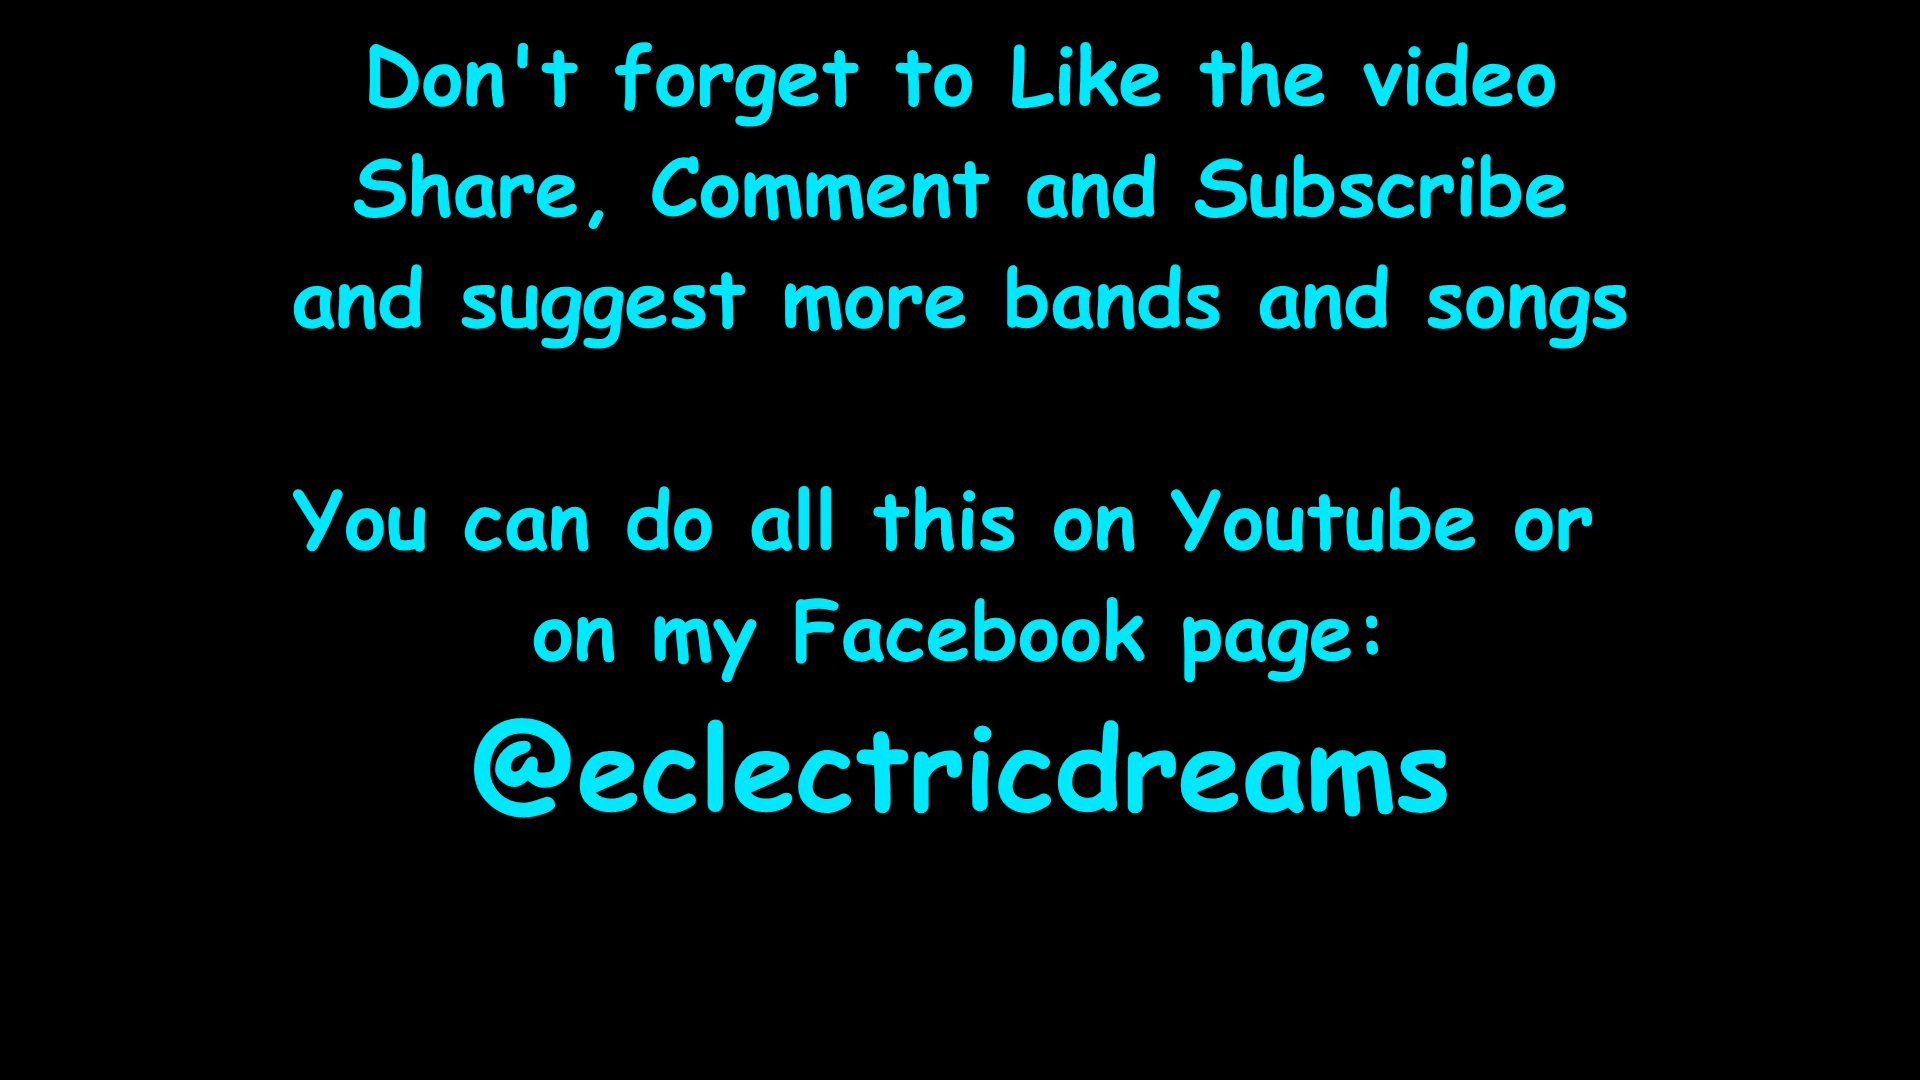 Don't forget to Like the video
Share, Comment and Subscribe
and suggest more bands and songs
You can do all this on Youtube or
on my Facebook page:
@eclectricdreams